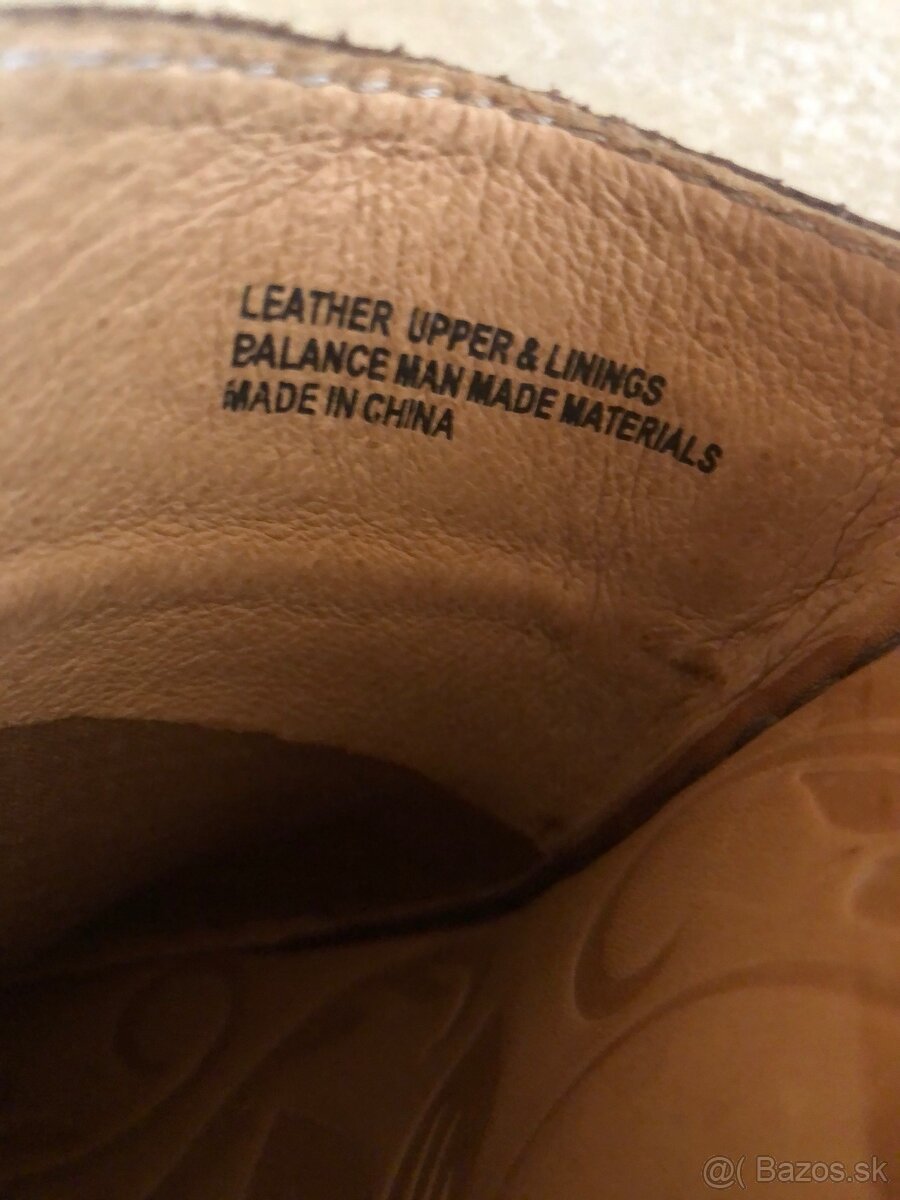 LEATHER UPPER & LININGS
BALANCE MAN MADE MATERIALS
MADE IN CHINA
@( Bazos.sk